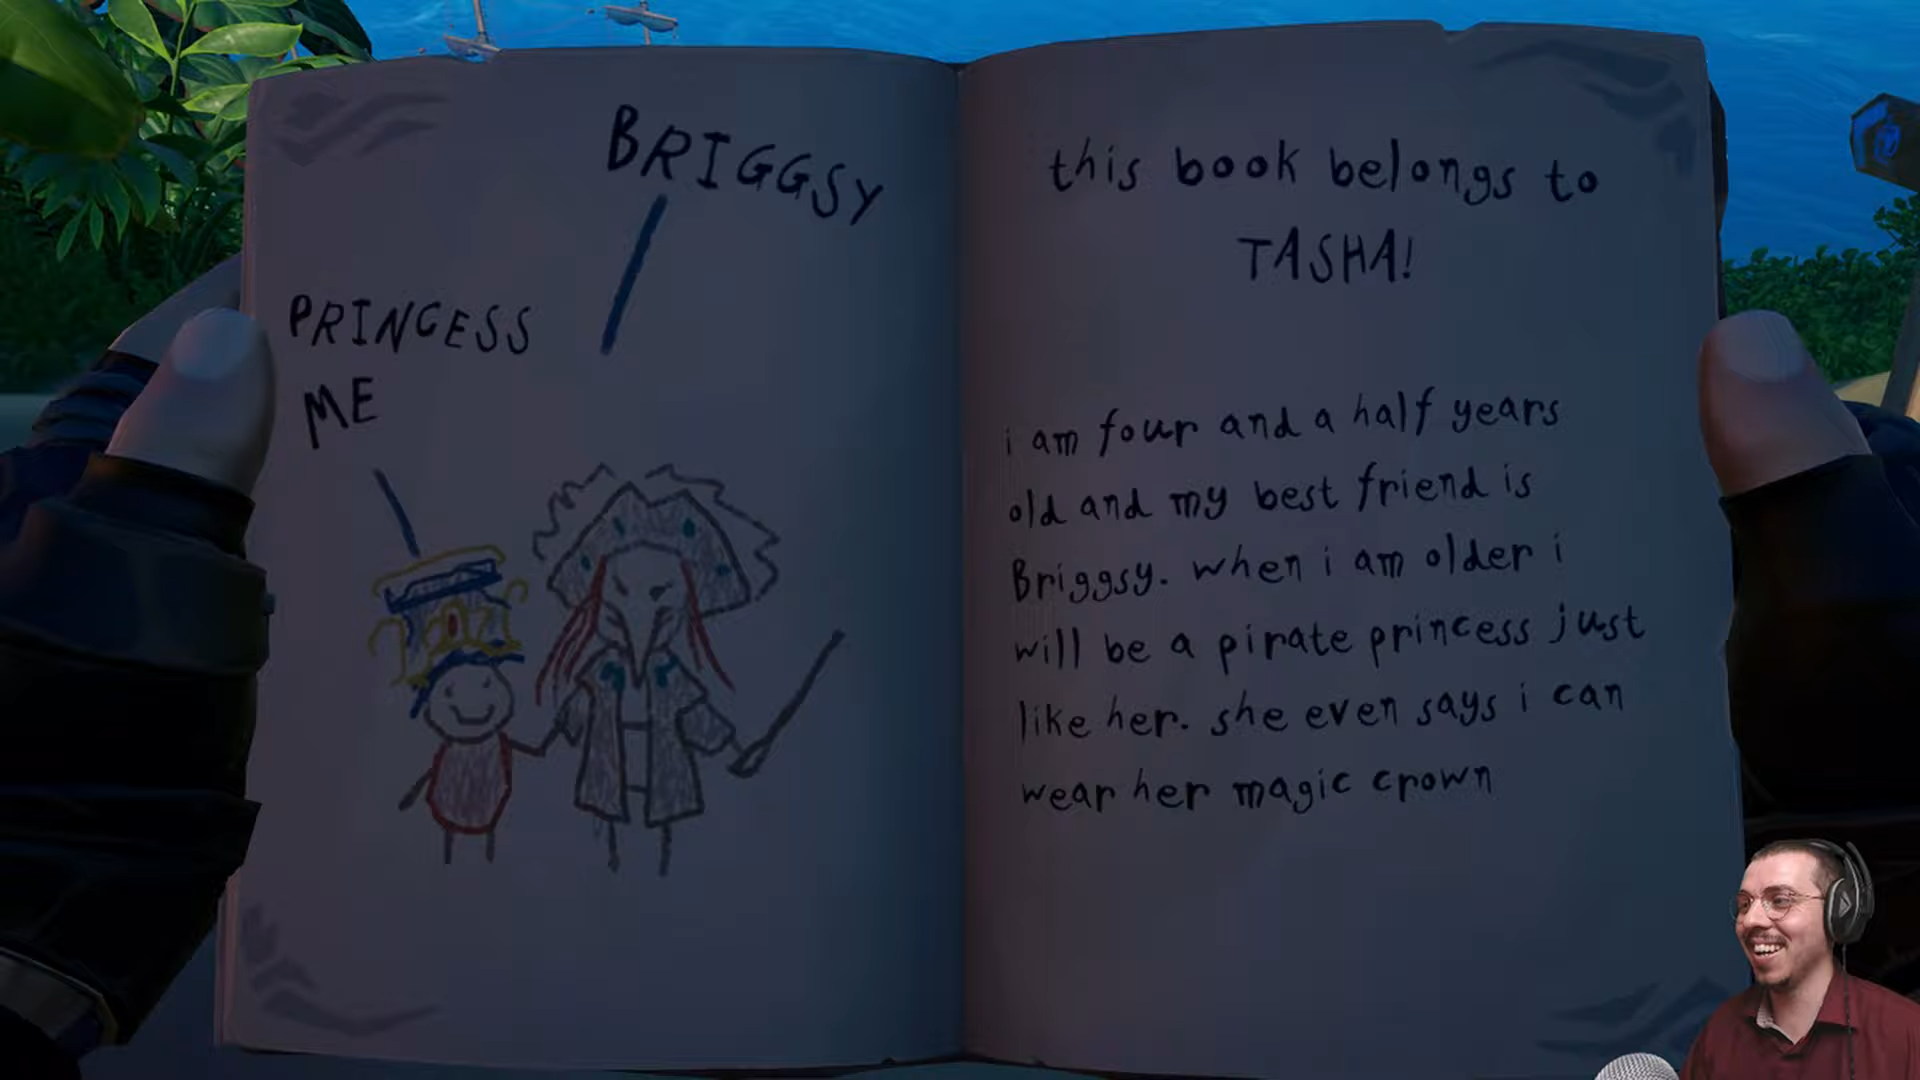 BRIGGSY
PRINCESS
ME
this book belongs to
TASHA!
i am four and a half years
old and my best friend is
Briggsy. when i am older i
will be a pirate princess just
like her. she even says i can
wear her magic crown